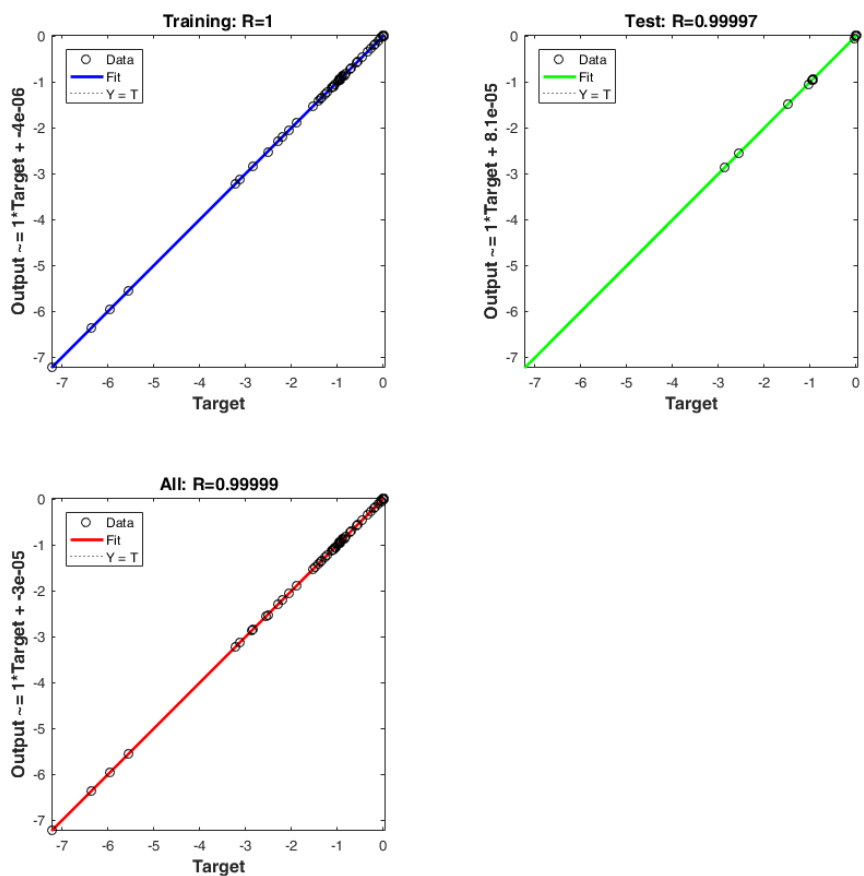 Training: R=1
Output ~= 1*Target + -4e-06
0
-1
-2
-3
-4
-5
-6
-7
Data
Fit
Y = T
-7 -6 -5 -4 -3 -2 -1 0
Target
Test: R=0.99997
Output ~= 1*Target + 8.1e-05
0
-1
-2
-3
-4
-5
-6
-7
Data
Fit
Y = T
-7 -6 -5 -4 -3 -2 -1 0
Target
All: R=0.99999
Output ~= 1*Target + -3e-05
0
-1
-2
-3
-4
-5
-6
-7
Data
Fit
Y = T
-7 -6 -5 -4 -3 -2 -1 0
Target